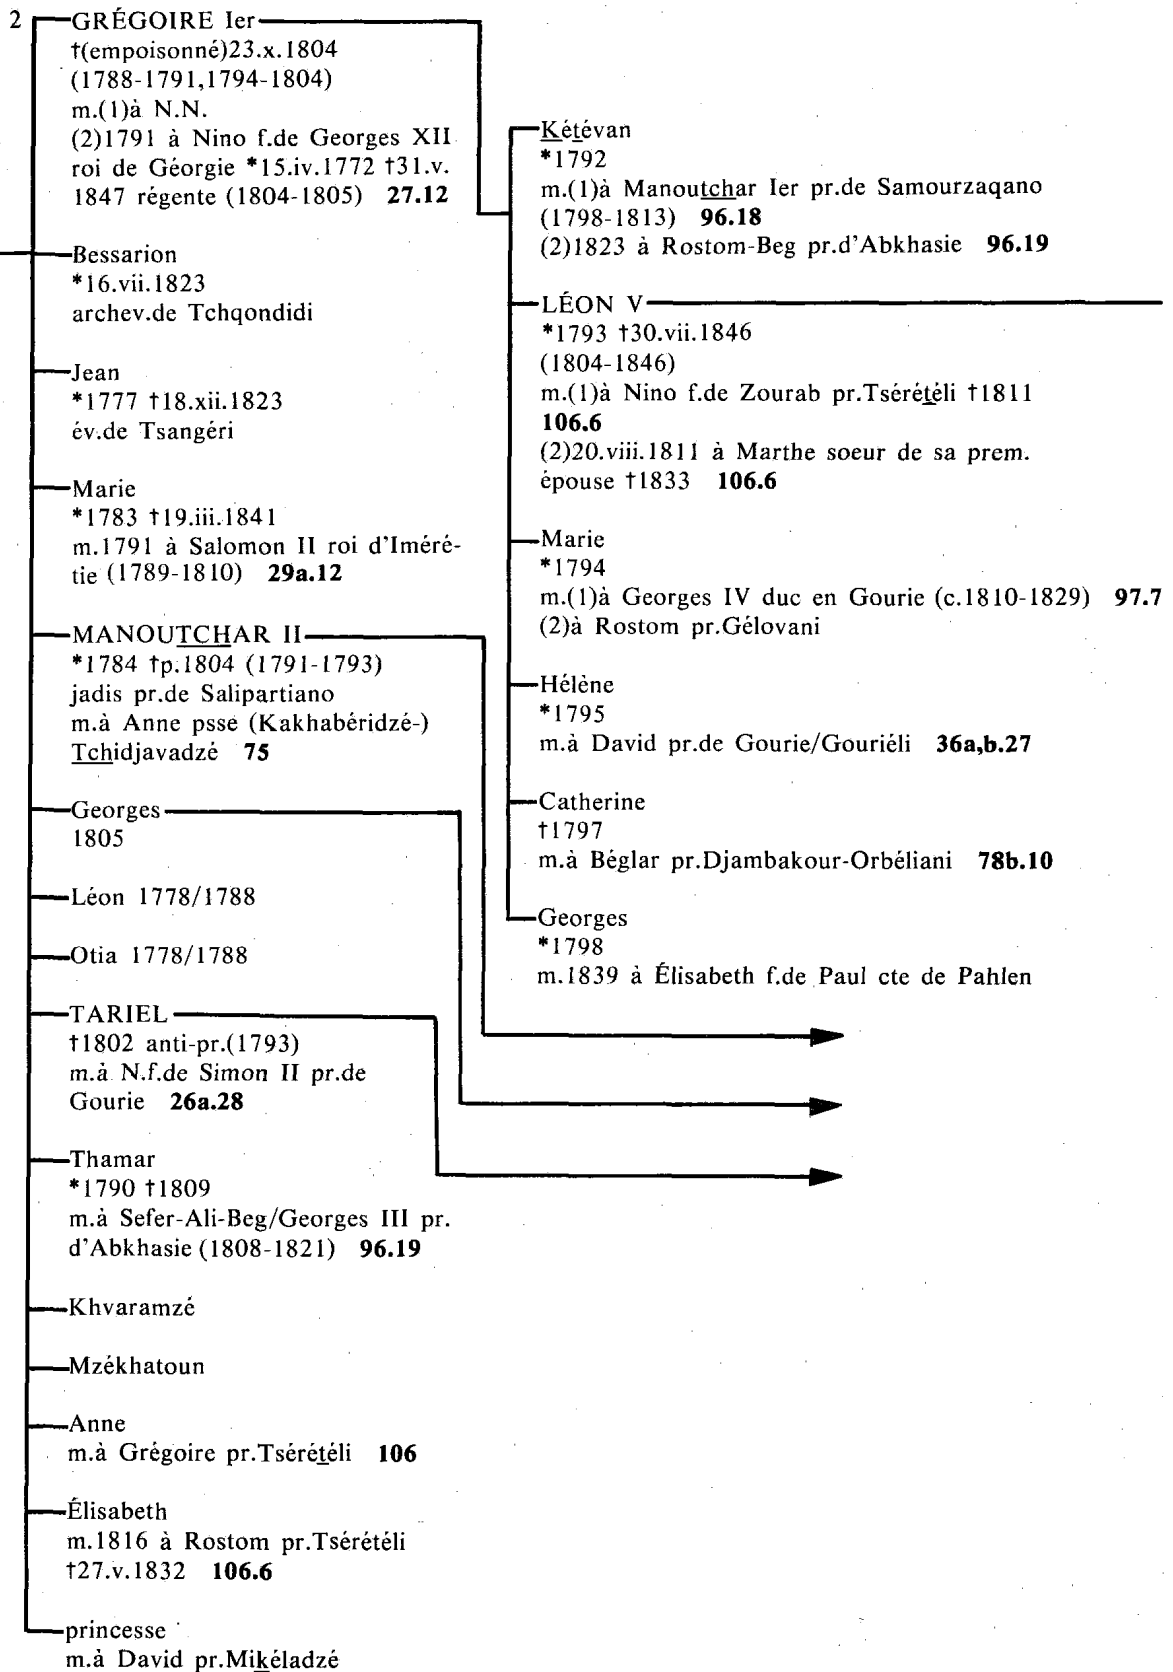 2
GRÉGOIRE Ier
†(empoisonné)23.x.1804
(1788-1791,1794-1804)
m.(1)à N.N.
(2)1791 à Nino f.de Georges XII
roi de Géorgie *15.iv.1772 †31.v.
1847 régente (1804-1805) 27.12
Bessarion
*16.vii.1823
archev.de Tchqondidi
Jean
*1777 †18.xii.1823
év.de Tsangéri
Marie
*1783 †19.iii.1841
m.1791 à Salomon II roi d'Iméré-
tie (1789-1810) 29a.12
MANOUTCHAR II
*1784 †p.1804 (1791-1793)
jadis pr.de Salipartiano
m.à Anne psse (Kakhabéridzé-)
Tchidjavadzé 75
Georges
1805
Léon 1778/1788
Otia 1778/1788
TARIEL
†1802 anti-pr.(1793)
m.à N.f.de Simon II pr.de
Gourie 26a.28
Thamar
*1790 †1809
m.à Sefer-Ali-Beg/Georges III pr.
d'Abkhasie (1808-1821) 96.19
Khvaramzé
Mzékhatoun
Anne
m.à Grégoire pr.Tsérétéli 106
Élisabeth
m.1816 à Rostom pr.Tsérétéli
†27.v.1832 106.6
princesse
m.à David pr.Mikéladzé
Kétévan
*1792
m.(1)à Manoutchar Ier pr.de Samourzaqano
(1798-1813) 96.18
(2)1823 à Rostom-Beg pr.d'Abkhasie 96.19
LÉON V
*1793 †30.vii.1846
(1804-1846)
m.(1)à Nino f.de Zourab pr.Tsérétéli †1811
106.6
(2)20.viii.1811 à Marthe soeur de sa prem.
épouse †1833 106.6
Marie
*1794
m.(1)à Georges IV duc en Gourie (c.1810-1829) 97.7
(2)à Rostom pr.Gélovani
Hélène
*1795
m.à David pr.de Gourie/Gouriéli 36a,b.27
Catherine
†1797
m.à Béglar pr.Djambakour-Orbéliani 78b.10
Georges
*1798
m.1839 à Élisabeth f.de Paul cte de Pahlen